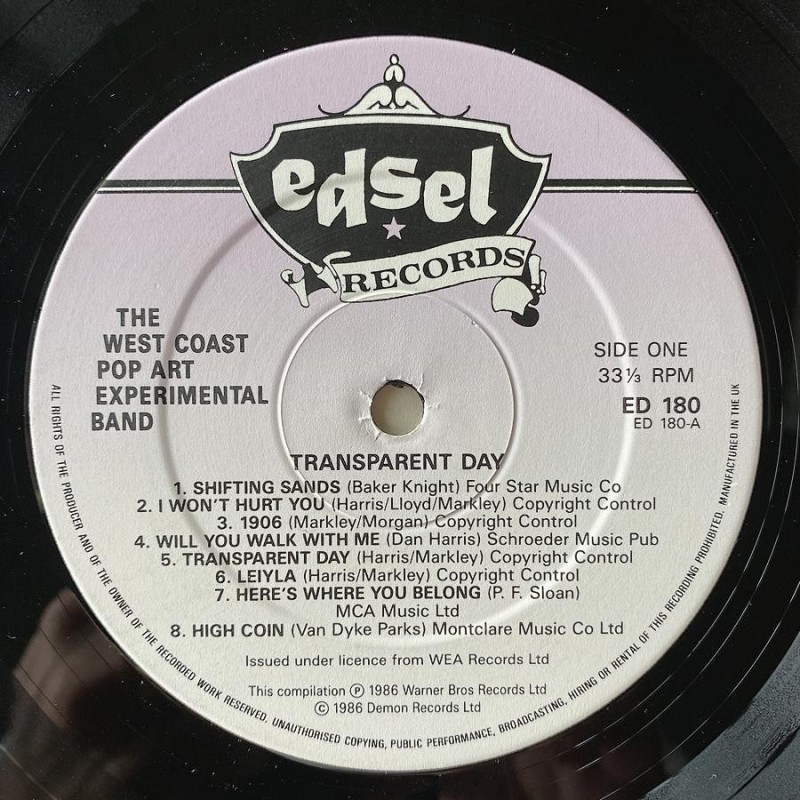 edsel
RECORDS
THE
WEST COAST
POP ART
EXPERIMENTAL
BAND
SIDE ONE
33⅓ RPM
ED 180
ED 180-A
TRANSPARENT DAY
1. SHIFTING SANDS (Baker Knight) Four Star Music Co
2. I WON'T HURT YOU (Harris/Lloyd/Markley) Copyright Control
3. 1906 (Markley/Morgan) Copyright Control
4. WILL YOU WALK WITH ME (Dan Harris) Schroeder Music Pub
5. TRANSPARENT DAY (Harris/Markley) Copyright Control
6. LEIYLA (Harris/Markley) Copyright Control
7. HERE'S WHERE YOU BELONG (P. F. Sloan)
MCA Music Ltd
8. HIGH COIN (Van Dyke Parks) Montclare Music Co Ltd
Issued under licence from WEA Records Ltd
This compilation ℗ 1986 Warner Bros Records Ltd
© 1986 Demon Records Ltd
ALL RIGHTS OF THE PRODUCER AND OF THE OWNER OF THE RECORDED WORK RESERVED. UNAUTHORISED COPYING, PUBLIC PERFORMANCE, BROADCASTING, HIRING OR RENTAL OF THIS RECORDING PROHIBITED. MANUFACTURED IN THE UK